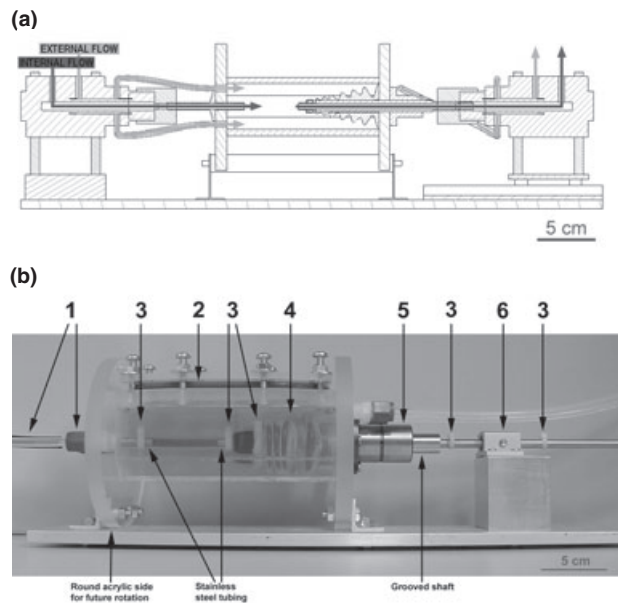 (a)
EXTERNAL FLOW
INTERNAL FLOW
5 cm
(b)
1 3 2 3 4 5 3 6 3
e
5 cm
Round acrylic side
for future rotation
Stainless
steel tubing
Grooved shaft